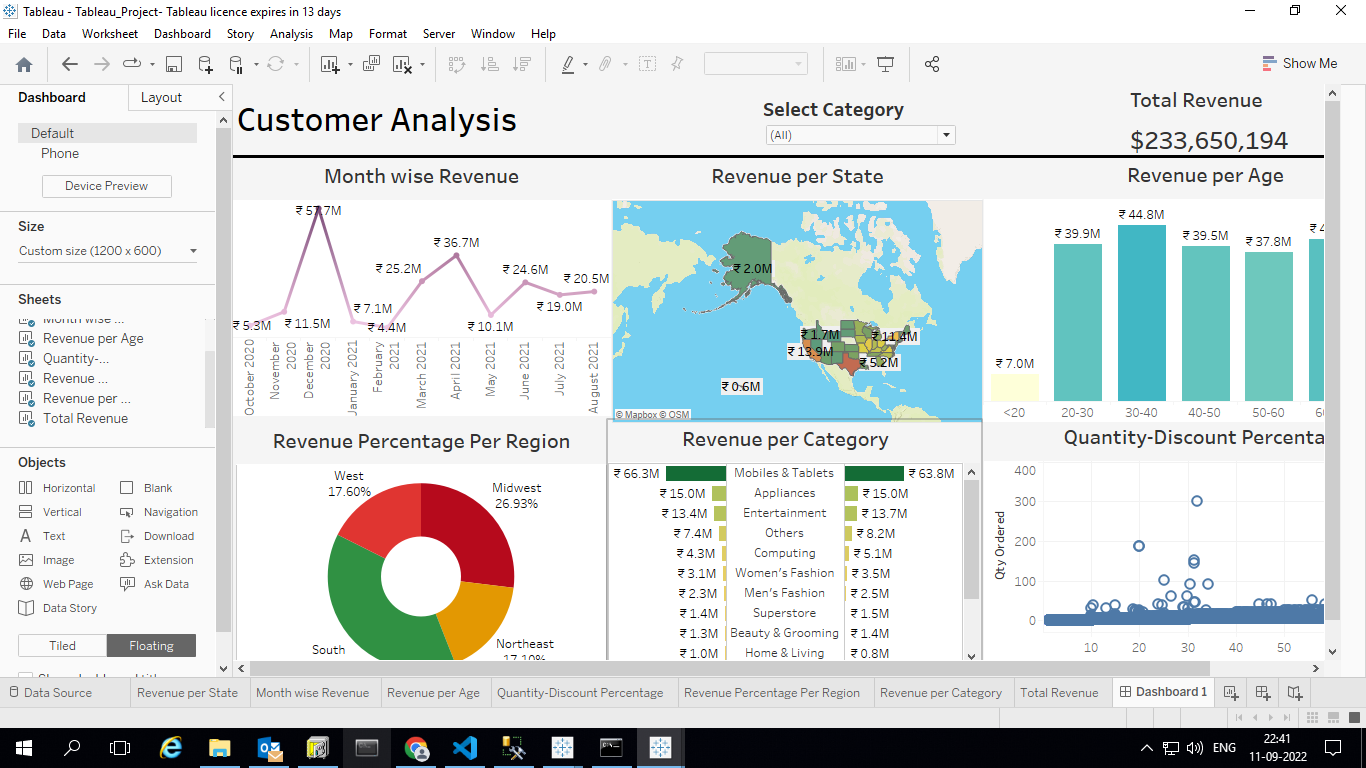 Tableau - Tableau_Project- Tableau licence expires in 13 days
File Data Worksheet Dashboard Story Analysis Map Format Server Window Help
Show Me
Dashboard Layout
Default
Phone
Device Preview
Size
Custom size (1200 x 600)
Sheets
Month wise ...
Revenue per Age
Quantity-...
Revenue ...
Revenue per ...
Total Revenue
Objects
Horizontal Blank
Vertical Navigation
Text Download
Image Extension
Web Page Ask Data
Data Story
Tiled Floating
Customer Analysis
Select Category
(All)
Total Revenue
$233,650,194
Month wise Revenue
₹ 57.7M
₹ 36.7M
₹ 25.2M
₹ 24.6M
₹ 20.5M
₹ 7.1M
₹ 19.0M
₹ 5.3M
₹ 11.5M
₹ 4.4M
₹ 10.1M
October 2020
November 2020
December 2020
January 2021
February 2021
March 2021
April 2021
May 2021
June 2021
July 2021
August 2021
Revenue per State
₹ 2.0M
₹ 1.7M
₹ 11.4M
₹ 13.9M
₹ 5.2M
₹ 0.6M
© Mapbox © OSM
Revenue per Age
₹ 44.8M
₹ 39.9M
₹ 39.5M
₹ 37.8M
₹ 7.0M
<20 20-30 30-40 40-50 50-60
Revenue Percentage Per Region
West
17.60%
Midwest
26.93%
South
Northeast
17.10%
Revenue per Category
₹ 66.3M Mobiles & Tablets ₹ 63.8M
₹ 15.0M Appliances ₹ 15.0M
₹ 13.4M Entertainment ₹ 13.7M
₹ 7.4M Others ₹ 8.2M
₹ 4.3M Computing ₹ 5.1M
₹ 3.1M Women's Fashion ₹ 3.5M
₹ 2.3M Men's Fashion ₹ 2.5M
₹ 1.4M Superstore ₹ 1.5M
₹ 1.3M Beauty & Grooming ₹ 1.4M
₹ 1.0M Home & Living ₹ 0.8M
Quantity-Discount Percenta
Qty Ordered
400
300
200
100
0
10 20 30 40 50
Data Source Revenue per State Month wise Revenue Revenue per Age Quantity-Discount Percentage Revenue Percentage Per Region Revenue per Category Total Revenue Dashboard 1
ENG
22:41
11-09-2022